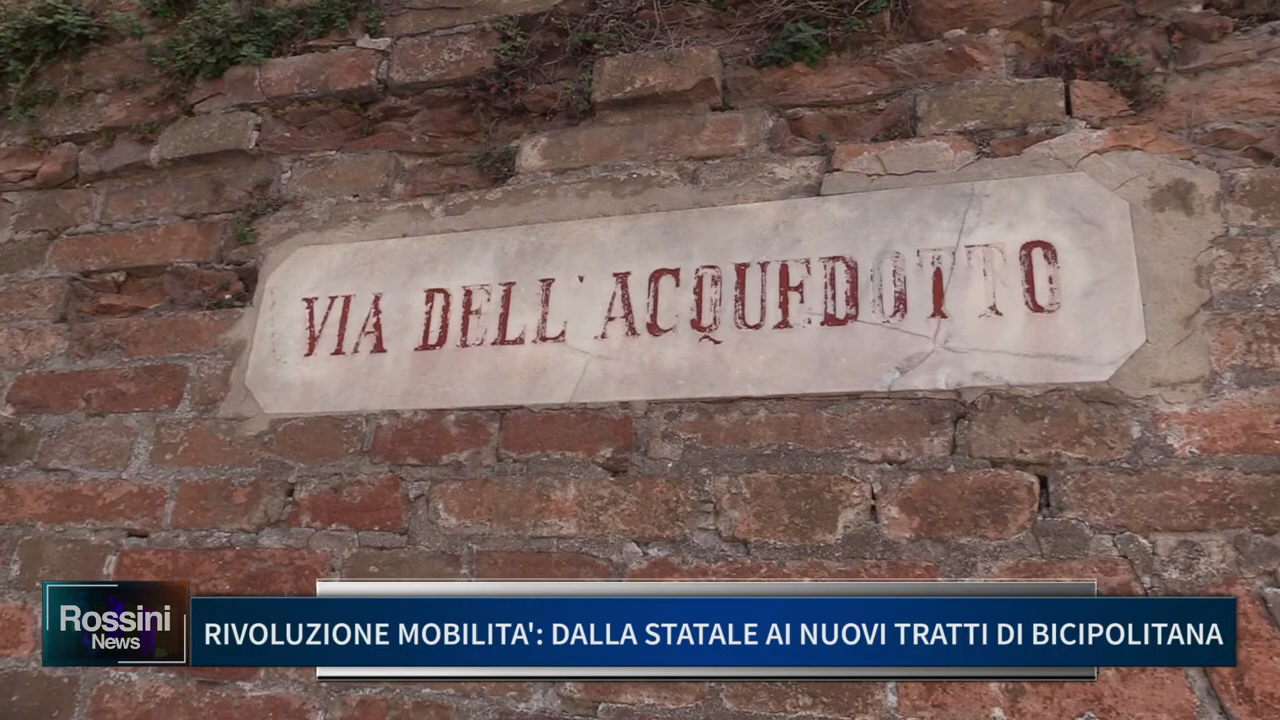 VIA DELL'ACQUEDOTTO
Rossini
News
RIVOLUZIONE MOBILITA': DALLA STATALE AI NUOVI TRATTI DI BICIPOLITANA